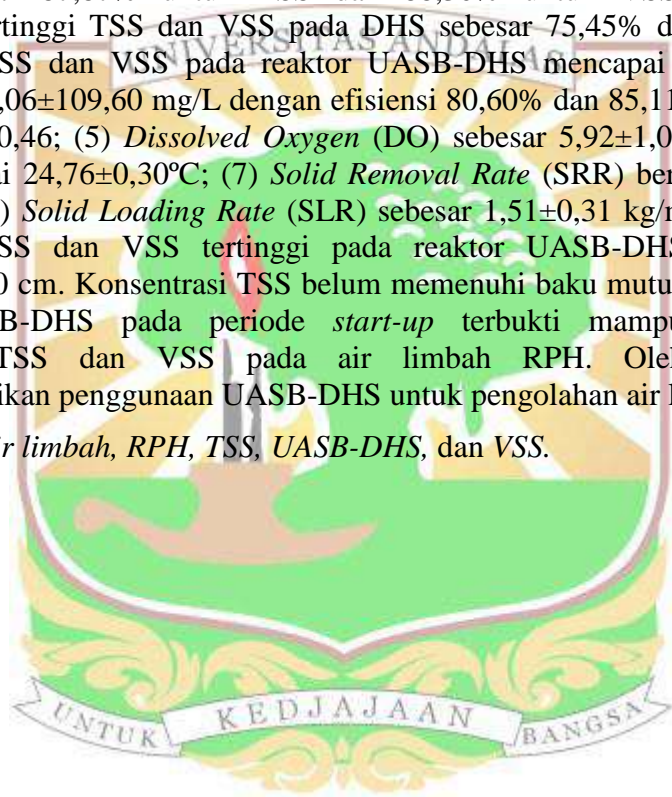 rtinggi TSS dan VSS pada DHS sebesar 75,45% d
UNIVERSITAS ANDALAS
SS dan VSS pada reaktor UASB-DHS mencapai
,06±109,60 mg/L dengan efisiensi 80,60% dan 85,11
0,46; (5) Dissolved Oxygen (DO) sebesar 5,92±1,0
ai 24,76±0,30ºC; (7) Solid Removal Rate (SRR) ber
) Solid Loading Rate (SLR) sebesar 1,51±0,31 kg/m
SS dan VSS tertinggi pada reaktor UASB-DHS
0 cm. Konsentrasi TSS belum memenuhi baku mutu
B-DHS pada periode start-up terbukti mampu
TSS dan VSS pada air limbah RPH. Ole
ikan penggunaan UASB-DHS untuk pengolahan air l
ir limbah, RPH, TSS, UASB-DHS, dan VSS.
UNTUK KEDJAJAAN BANGSA